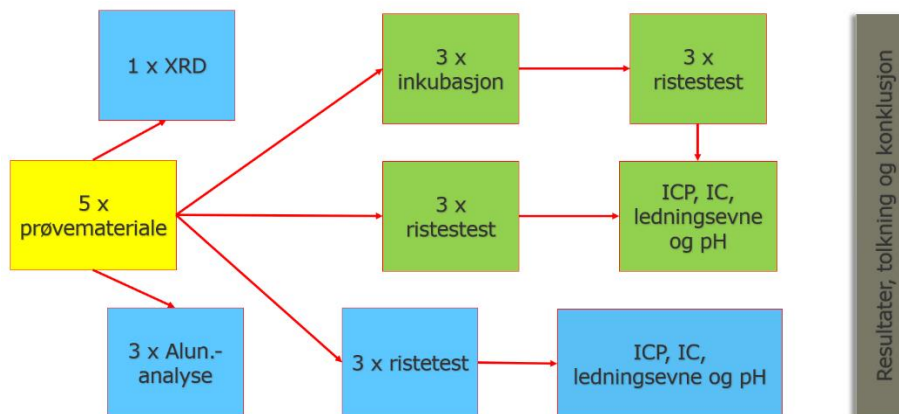 1 x XRD
3 x
inkubasjon
3 x
ristestest
5 x
prøvemateriale
3 x
ristestest
ICP, IC,
ledningsevne
og pH
3 x Alun.-
analyse
3 x ristetest
ICP, IC,
ledningsevne og pH
Resultater, tolkning og konklusjon